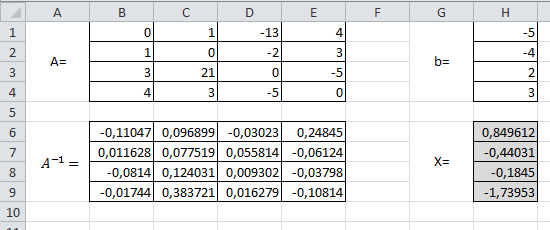 A B C D E F G H
1 0 1 -13 4 -5
2 A= 1 0 -2 3 b= -4
3 3 21 0 -5 2
4 4 3 -5 0 3
5
6 -0,11047 0,096899 -0,03023 0,24845 0,849612
7 A⁻¹ = 0,011628 0,077519 0,055814 -0,06124 X= -0,44031
8 -0,0814 0,124031 0,009302 -0,03798 -0,1845
9 -0,01744 0,383721 0,016279 -0,10814 -1,73953
10